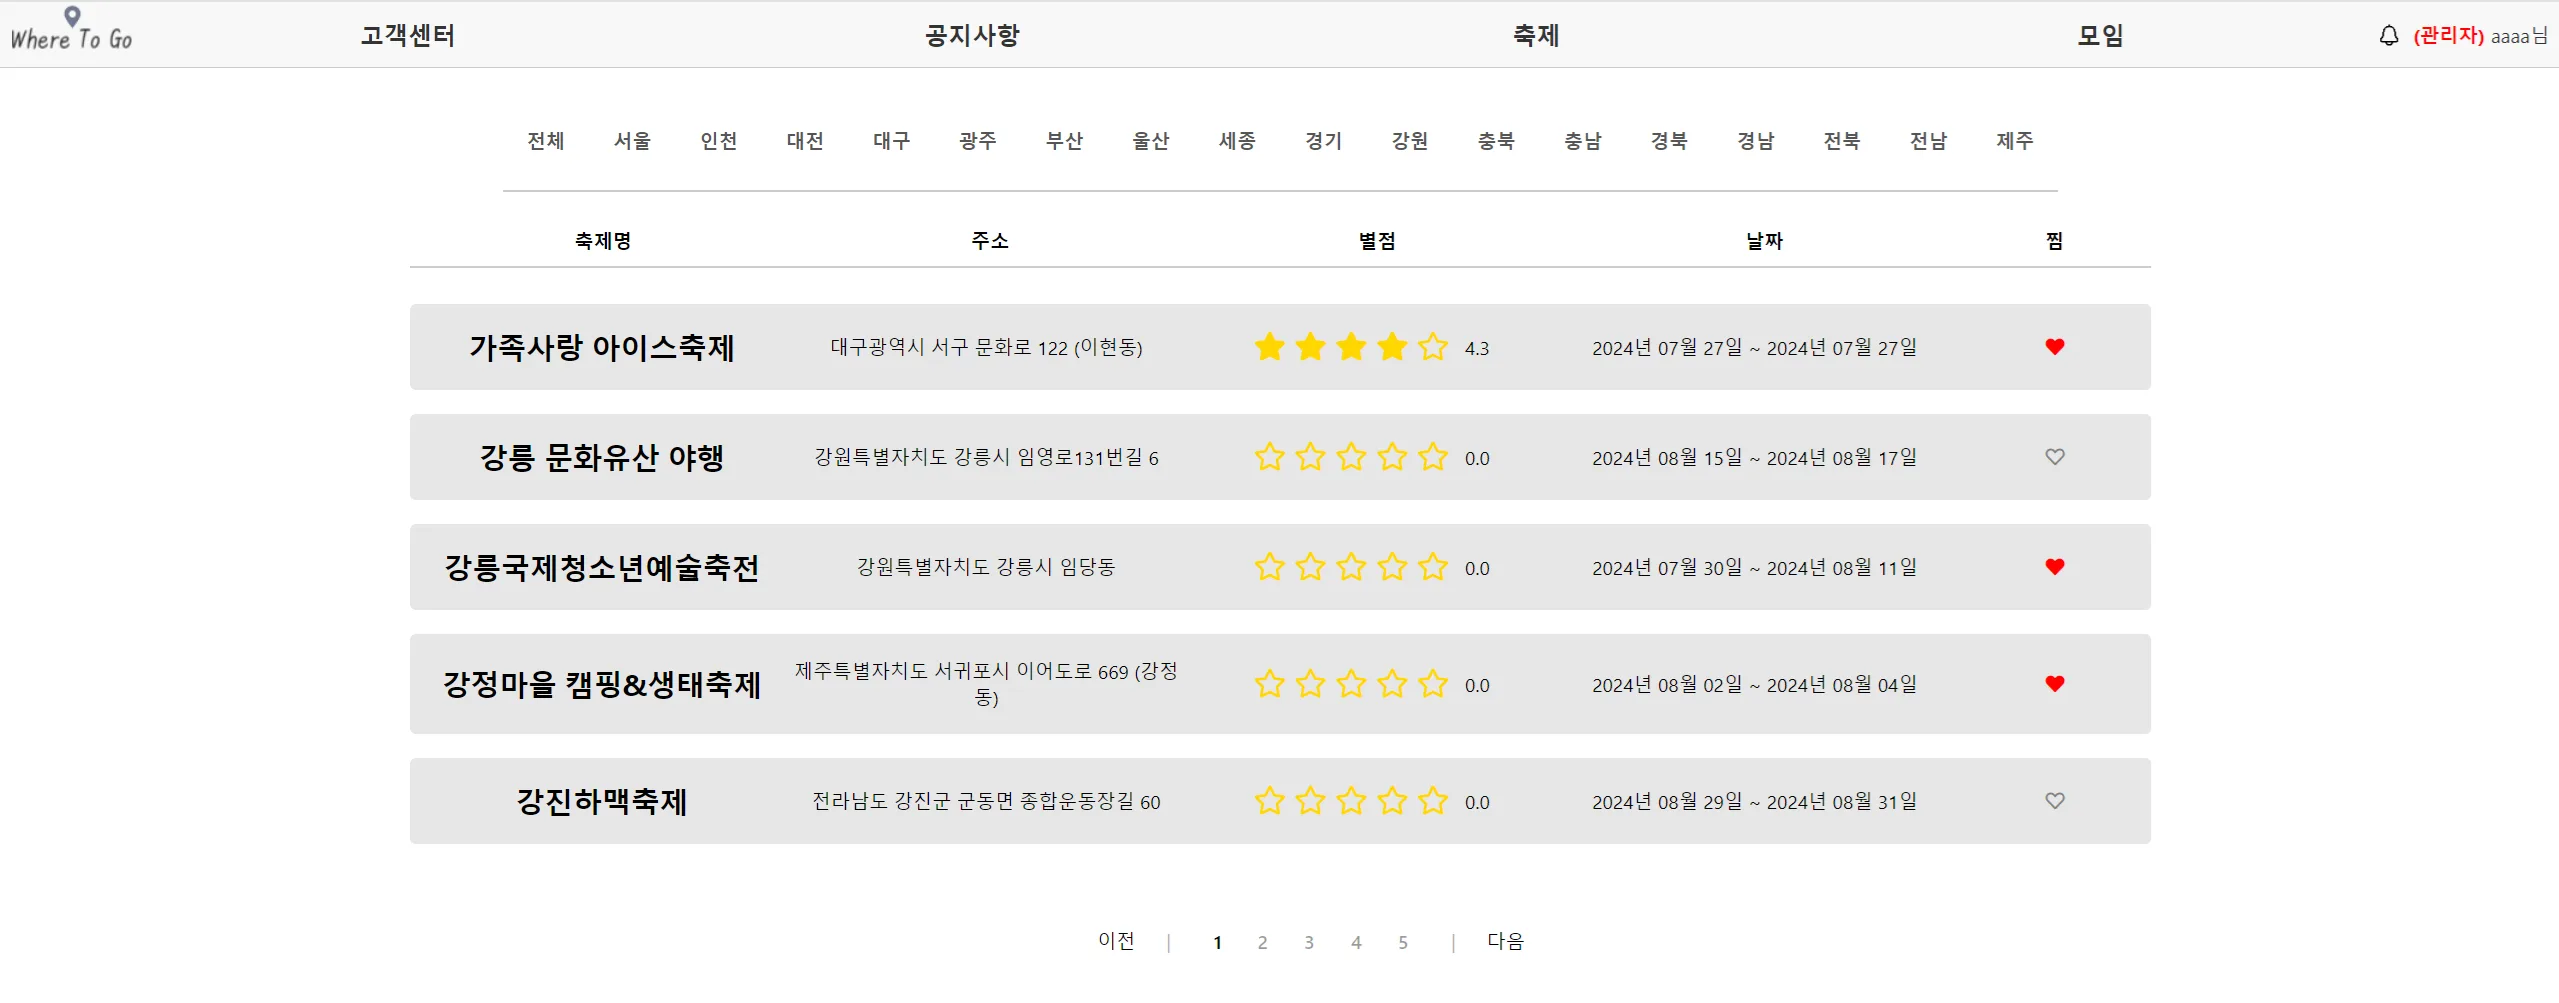 Where To Go
고객센터 공지사항 축제 모임 (관리자) aaaa님
전체 서울 인천 대전 대구 광주 부산 울산 세종 경기 강원 충북 충남 경북 경남 전북 전남 제주
축제명 주소 별점 날짜 찜
가족사랑 아이스축제 대구광역시 서구 문화로 122 (이현동) 4.3 2024년 07월 27일 ~ 2024년 07월 27일
강릉 문화유산 야행 강원특별자치도 강릉시 임영로131번길 6 0.0 2024년 08월 15일 ~ 2024년 08월 17일
강릉국제청소년예술축전 강원특별자치도 강릉시 임당동 0.0 2024년 07월 30일 ~ 2024년 08월 11일
강정마을 캠핑&생태축제 제주특별자치도 서귀포시 이어도로 669 (강정
동) 0.0 2024년 08월 02일 ~ 2024년 08월 04일
강진하맥축제 전라남도 강진군 군동면 종합운동장길 60 0.0 2024년 08월 29일 ~ 2024년 08월 31일
이전 | 1 2 3 4 5 | 다음